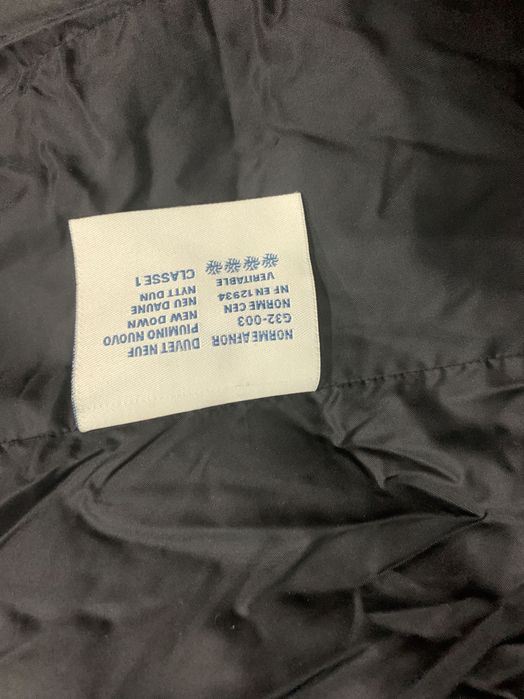 NORME AFNOR
G32-003
NORME CEN
NF EN 12934
VERITABLE
DUVET NEUF
PIUMINO NUOVO
NEW DOWN
NEU DAUNE
NYTT DUN
CLASSE 1